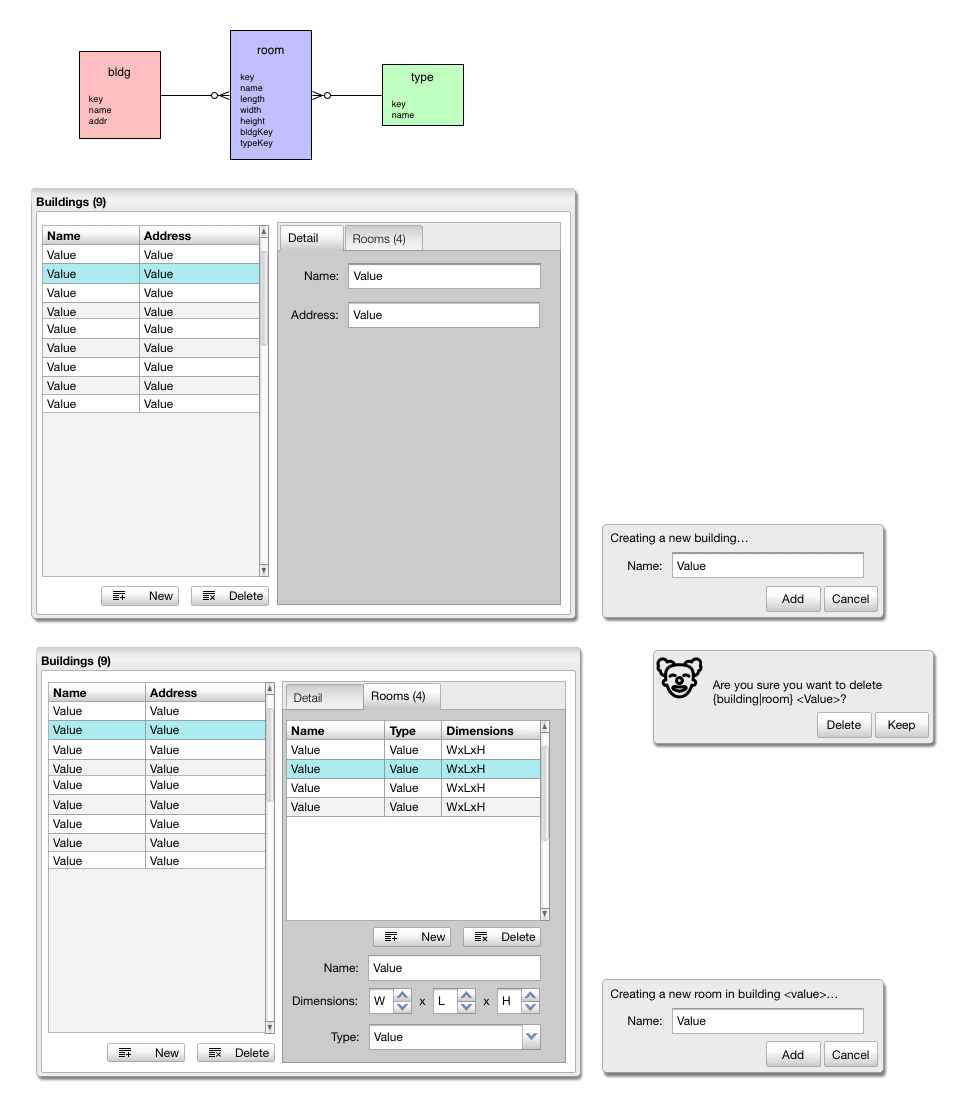 bldg
key
name
addr
room
key
name
length
width
height
bldgKey
typeKey
type
key
name
Buildings (9)
Name Address
Value Value
Value Value
Value Value
Value Value
Value Value
Value Value
Value Value
Value Value
Value Value
New Delete
Detail Rooms (4)
Name: Value
Address: Value
Creating a new building…
Name: Value
Add Cancel
Buildings (9)
Name Address
Value Value
Value Value
Value Value
Value Value
Value Value
Value Value
Value Value
Value Value
Value Value
New Delete
Detail Rooms (4)
Name Type Dimensions
Value Value WxLxH
Value Value WxLxH
Value Value WxLxH
Value Value WxLxH
New Delete
Name: Value
Dimensions: W x L x H
Type: Value
Are you sure you want to delete
{building|room} <Value>?
Delete Keep
Creating a new room in building <value>…
Name: Value
Add Cancel